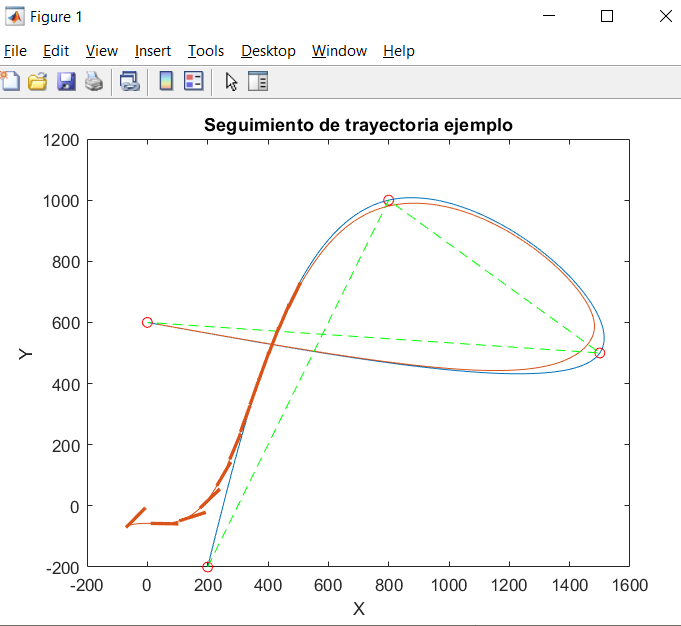 Figure 1
File Edit View Insert Tools Desktop Window Help
Seguimiento de trayectoria ejemplo
1200
1000
800
600
400
200
0
-200
Y
-200 0 200 400 600 800 1000 1200 1400 1600
X